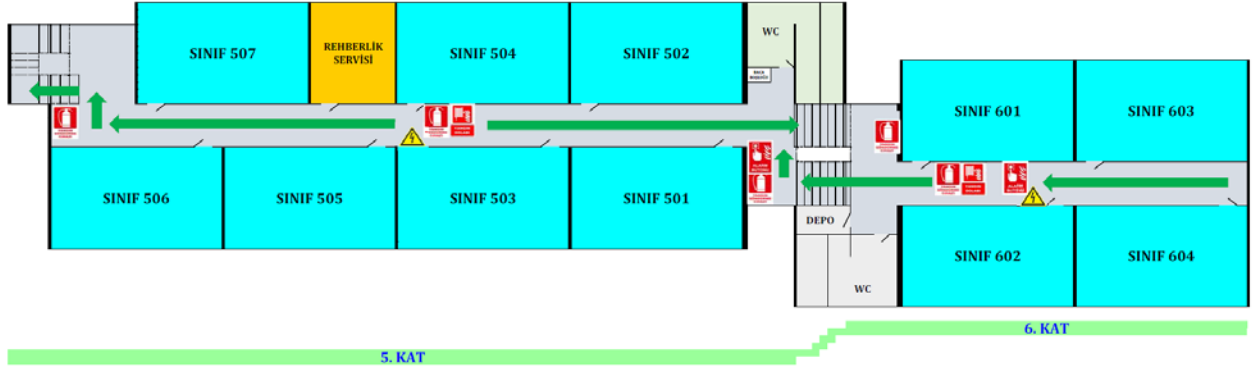 SINIF 507
REHBERLİK
SERVİSİ
SINIF 504
SINIF 502
WC
SINIF 601
SINIF 603
SINIF 506
SINIF 505
SINIF 503
SINIF 501
DEPO
WC
SINIF 602
SINIF 604
6. KAT
5. KAT